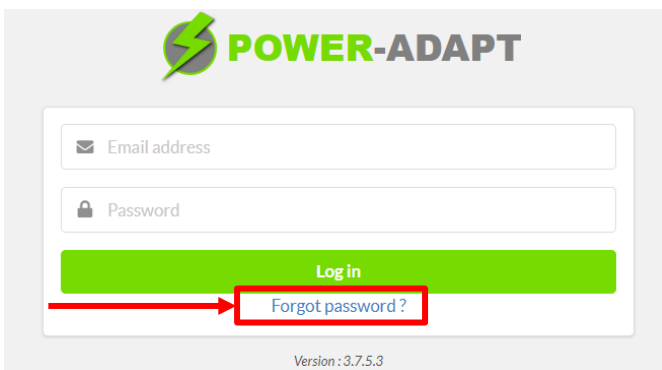 POWER-ADAPT
Email address
Password
Log in
Forgot password ?
Version : 3.7.5.3